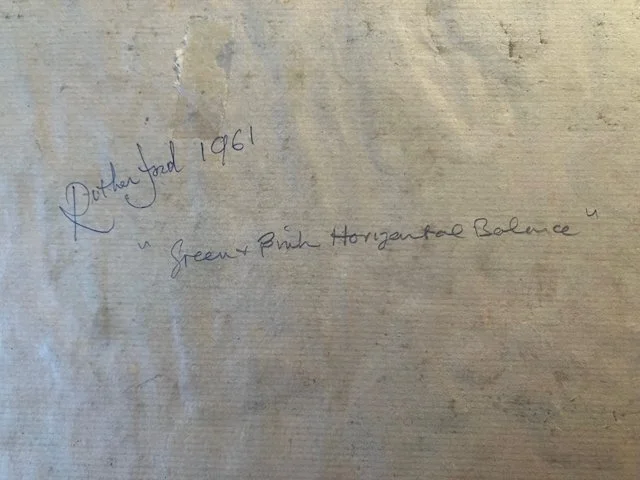 Rutherford 1961
"Green + Pink Horizontal Balance"